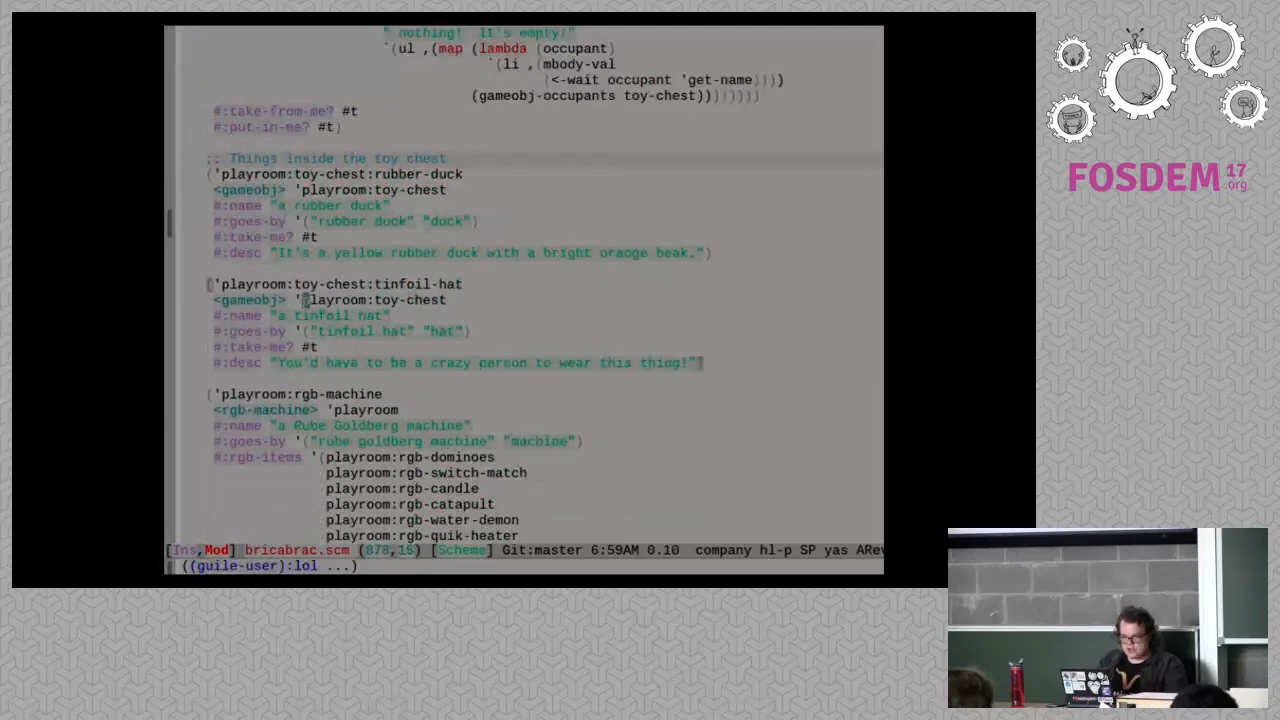 " nothing!  It's empty!"
`(ul ,(map (lambda (occupant)
`(li ,(mbody-val
(<-wait occupant 'get-name))))
(gameobj-occupants toy-chest))))))))
#:take-from-me? #t
#:put-in-me? #t)
;; Things inside the toy chest
('playroom:toy-chest:rubber-duck
<gameobj> 'playroom:toy-chest
#:name "a rubber duck"
#:goes-by '("rubber duck" "duck")
#:take-me? #t
#:desc "It's a yellow rubber duck with a bright orange beak.")
('playroom:toy-chest:tinfoil-hat
<gameobj> 'playroom:toy-chest
#:name "a tinfoil hat"
#:goes-by '("tinfoil hat" "hat")
#:take-me? #t
#:desc "You'd have to be a crazy person to wear this thing!")
('playroom:rgb-machine
<rgb-machine> 'playroom
#:name "a Rube Goldberg machine"
#:goes-by '("rube goldberg machine" "machine")
#:rgb-items '(playroom:rgb-dominoes
playroom:rgb-switch-match
playroom:rgb-candle
playroom:rgb-catapult
playroom:rgb-water-demon
playroom:rgb-quik-heater
[Ins,Mod] bricabrac.scm (878,16) [Scheme] Git:master 6:59AM 0.10  company hl-p SP yas ARev
((guile-user):lol ...)
FOSDEM 17
.org